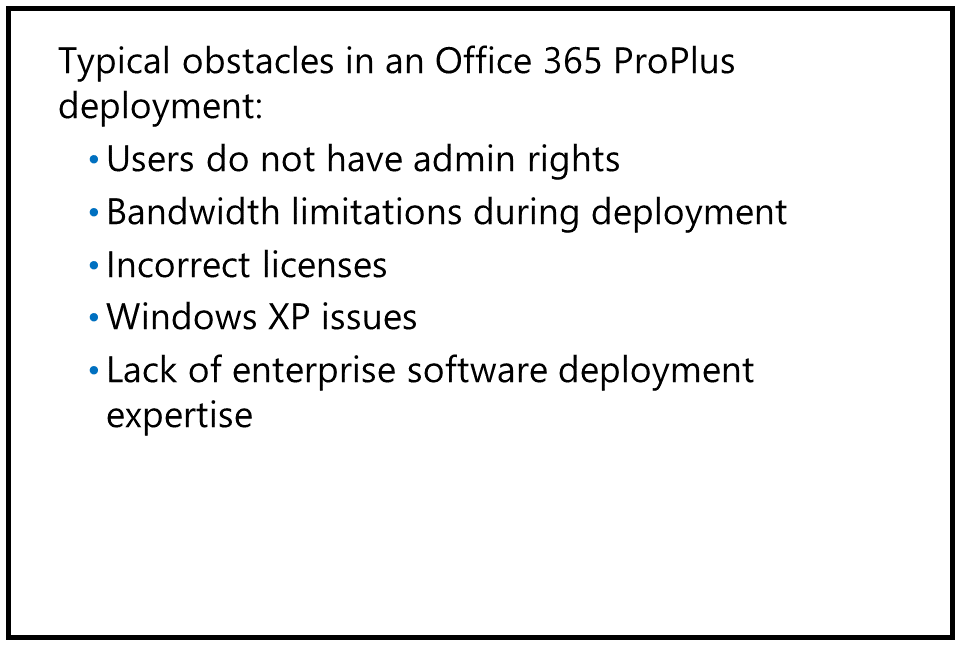 Typical obstacles in an Office 365 ProPlus
deployment:
•Users do not have admin rights
•Bandwidth limitations during deployment
•Incorrect licenses
•Windows XP issues
•Lack of enterprise software deployment
expertise